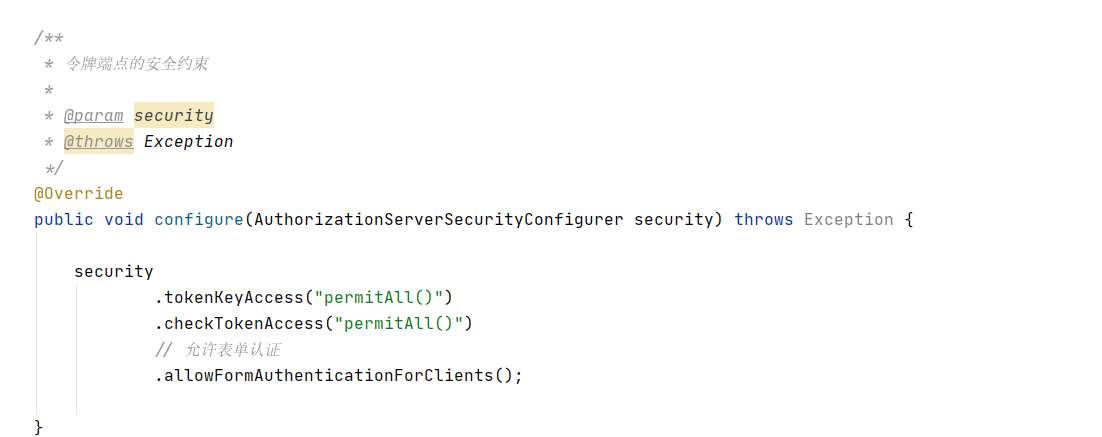 /**
 * 令牌端点的安全约束
 *
 * @param security
 * @throws Exception
 */
@Override
public void configure(AuthorizationServerSecurityConfigurer security) throws Exception {
security
.tokenKeyAccess("permitAll()")
.checkTokenAccess("permitAll()")
// 允许表单认证
.allowFormAuthenticationForClients();
}